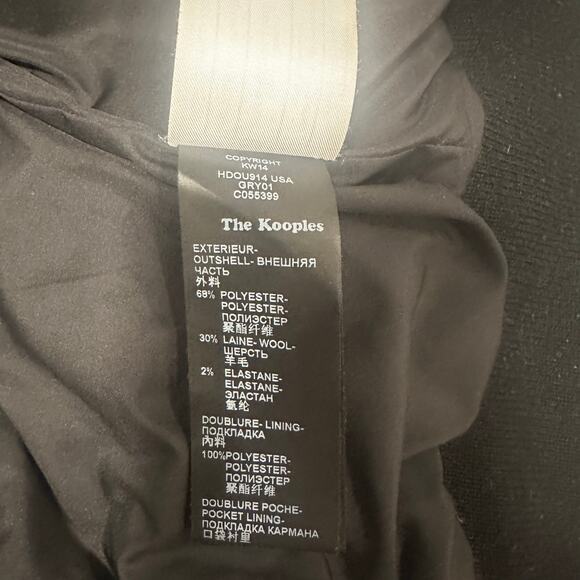 COPYRIGHT
KW14
HDOU914 USA
GRY01
C055399
The Kooples
EXTERIEUR-
OUTSHELL- ВНЕШНЯЯ
ЧАСТЬ
外料
68% POLYESTER-
POLYESTER-
ПОЛИЭСТЕР
聚酯纤维
30% LAINE- WOOL-
ШЕРСТЬ
羊毛
2% ELASTANE-
ELASTANE-
ЭЛАСТАН
氨纶
DOUBLURE- LINING-
ПОДКЛАДКА
內料
100%POLYESTER-
POLYESTER-
ПОЛИЭСТЕР
聚酯纤维
DOUBLURE POCHE-
POCKET LINING-
ПОДКЛАДКА КАРМАНА
口袋衬里